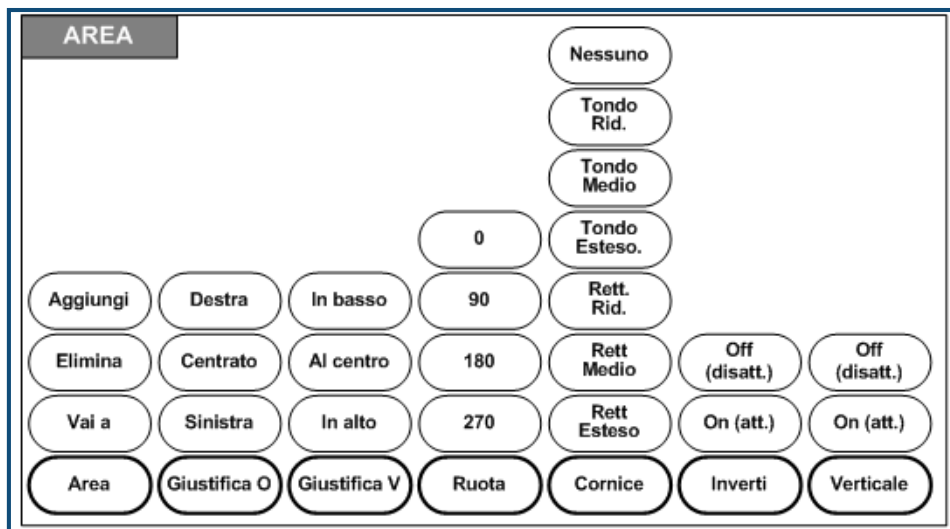 AREA
Nessuno
Tondo
Rid.
Tondo
Medio
0
Tondo
Esteso.
Aggiungi
Destra
In basso
90
Rett.
Rid.
Elimina
Centrato
Al centro
180
Rett
Medio
Off
(disatt.)
Off
(disatt.)
Vai a
Sinistra
In alto
270
Rett
Esteso
On (att.)
On (att.)
Area
Giustifica O
Giustifica V
Ruota
Cornice
Inverti
Verticale